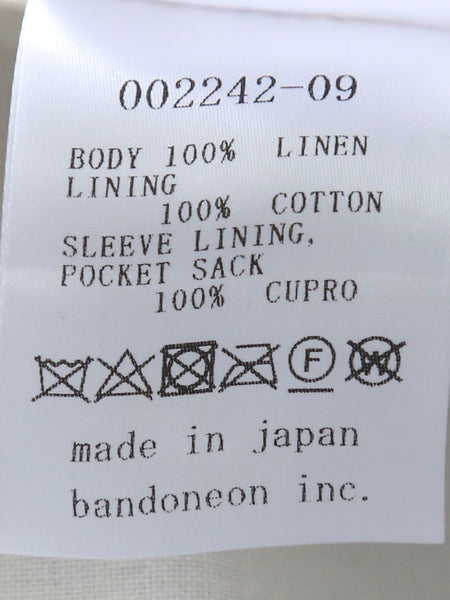 002242-09
BODY 100% LINEN
LINING
100% COTTON
SLEEVE LINING,
POCKET SACK
100% CUPRO
F W
made in japan
bandoneon inc.